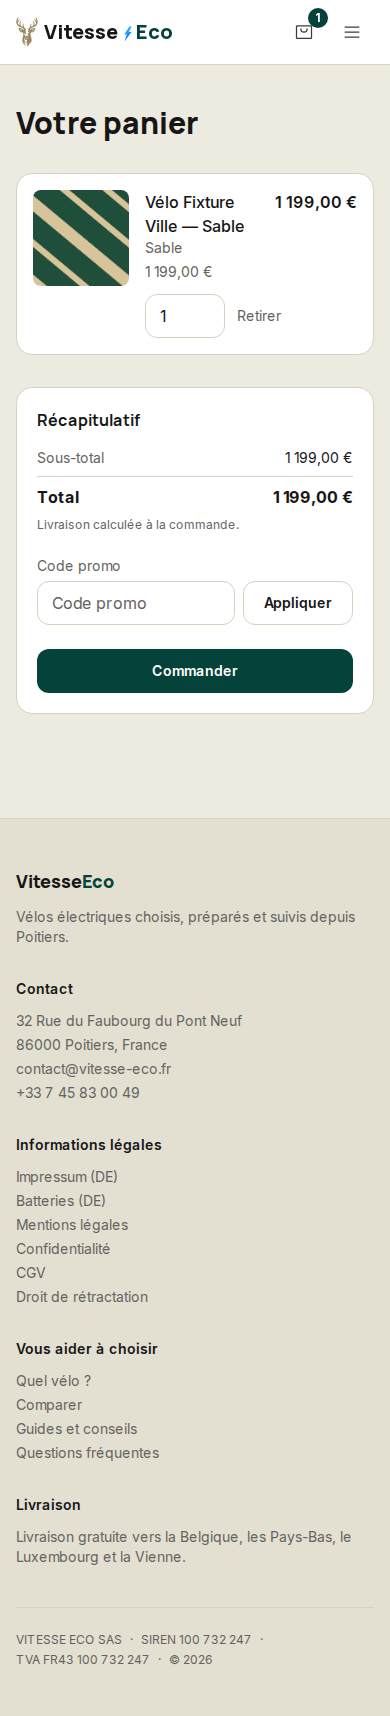 Vitesse Eco
1
Votre panier
Vélo Fixture
Ville — Sable
1 199,00 €
Sable
1 199,00 €
1
Retirer
Récapitulatif
Sous-total 1 199,00 €
Total 1 199,00 €
Livraison calculée à la commande.
Code promo
Code promo
Appliquer
Commander
VitesseEco
Vélos électriques choisis, préparés et suivis depuis
Poitiers.
Contact
32 Rue du Faubourg du Pont Neuf
86000 Poitiers, France
contact@vitesse-eco.fr
+33 7 45 83 00 49
Informations légales
Impressum (DE)
Batteries (DE)
Mentions légales
Confidentialité
CGV
Droit de rétractation
Vous aider à choisir
Quel vélo ?
Comparer
Guides et conseils
Questions fréquentes
Livraison
Livraison gratuite vers la Belgique, les Pays-Bas, le
Luxembourg et la Vienne.
VITESSE ECO SAS · SIREN 100 732 247 ·
TVA FR43 100 732 247 · © 2026